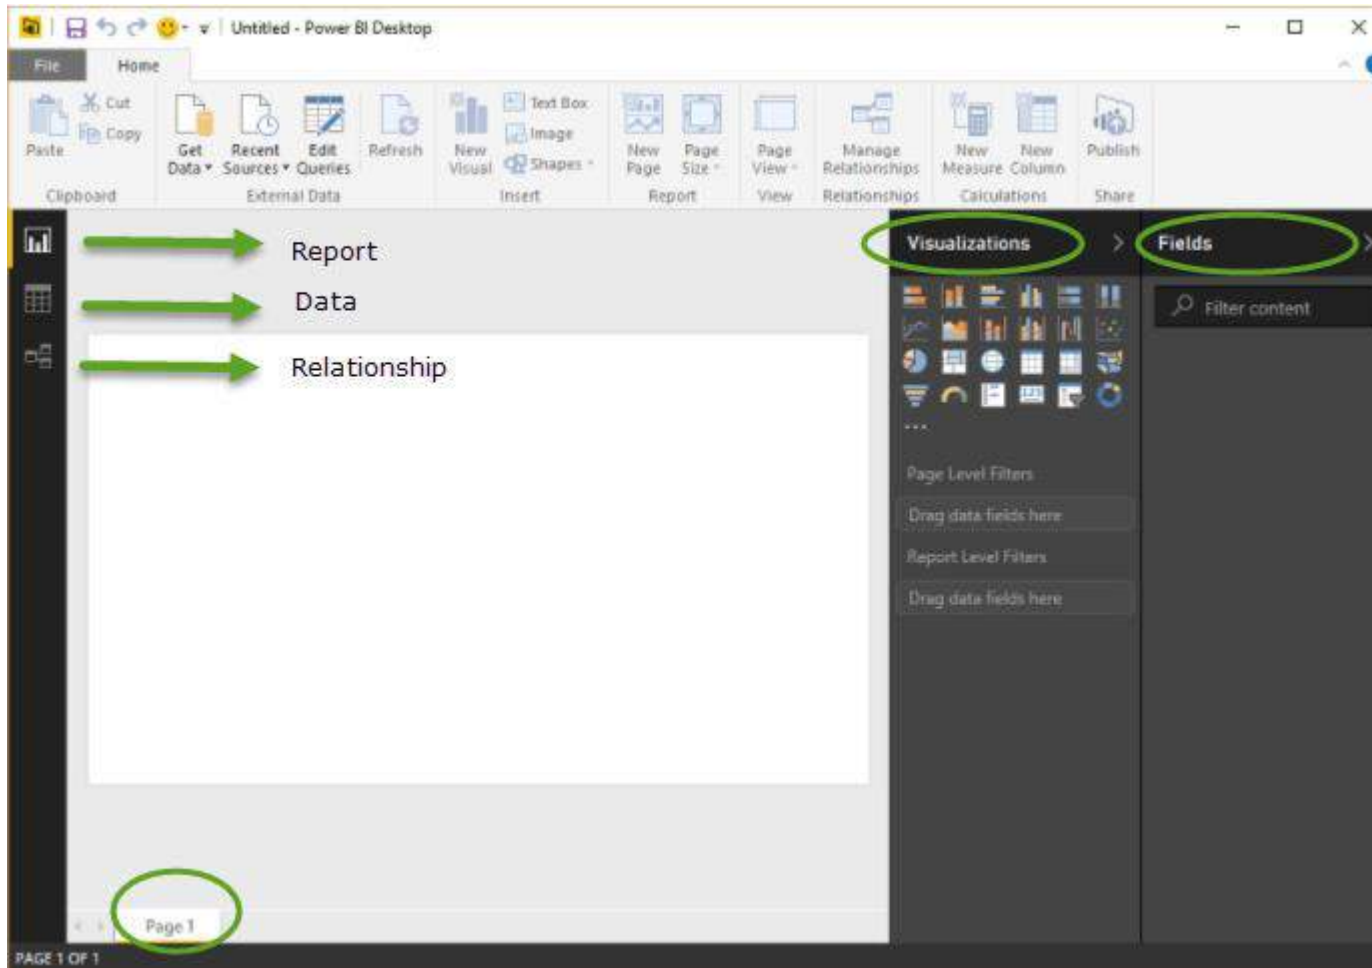 Untitled - Power BI Desktop
File Home
Paste
Cut
Copy
Clipboard
Get Data
Recent Sources
Edit Queries
Refresh
External Data
New Visual
Text Box
Image
Shapes
Insert
New Page
Page Size
Report
Page View
View
Manage Relationships
Relationships
New Measure
New Column
Calculations
Publish
Share
Report
Data
Relationship
Visualizations
Fields
Filter content
123
...
Page Level Filters
Drag data fields here
Report Level Filters
Drag data fields here
Page 1
PAGE 1 OF 1